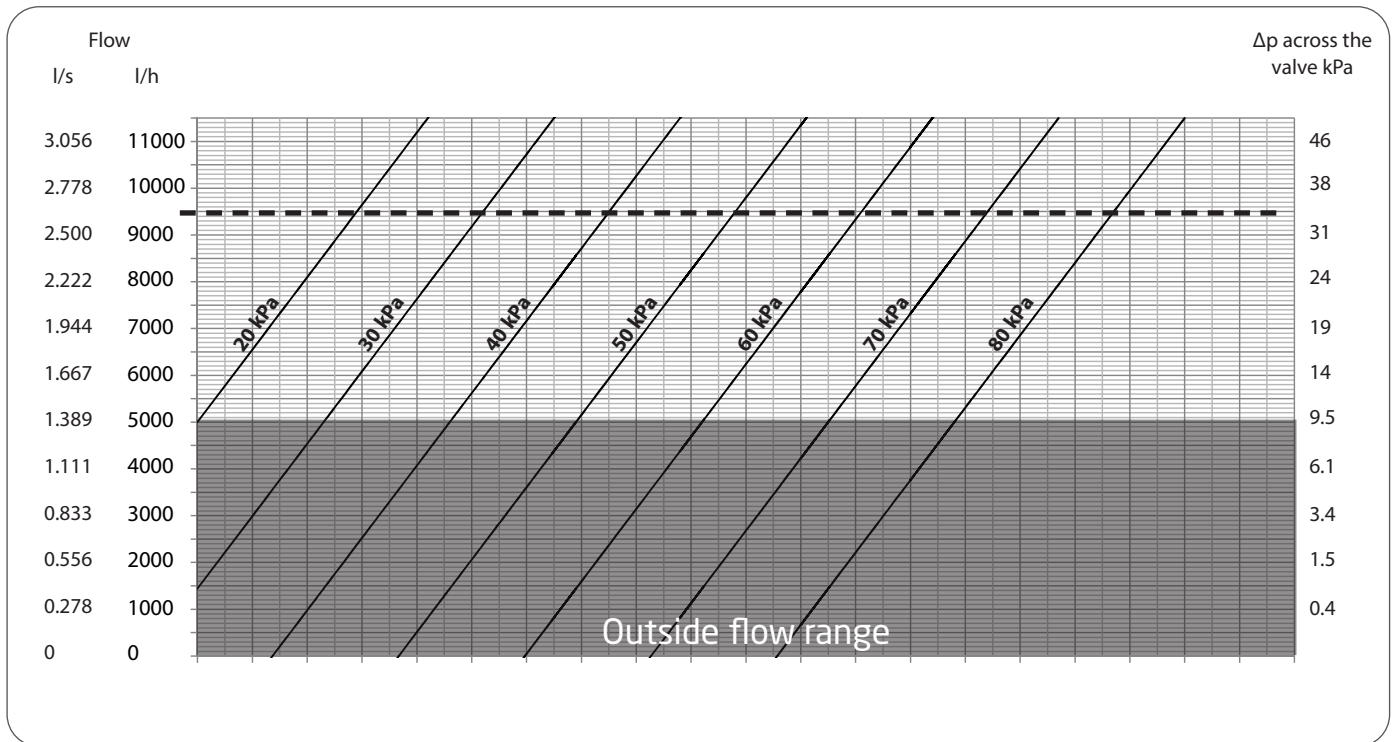 Flow
Δp across the
valve kPa
l/s l/h
3.056 11000 46
2.778 10000 38
2.500 9000 31
2.222 8000 24
1.944 7000 19
20 kPa 30 kPa 40 kPa 50 kPa 60 kPa 70 kPa 80 kPa
1.667 6000 14
1.389 5000 9.5
1.111 4000 6.1
0.833 3000 3.4
0.556 2000 1.5
0.278 1000 0.4
Outside flow range
0 0